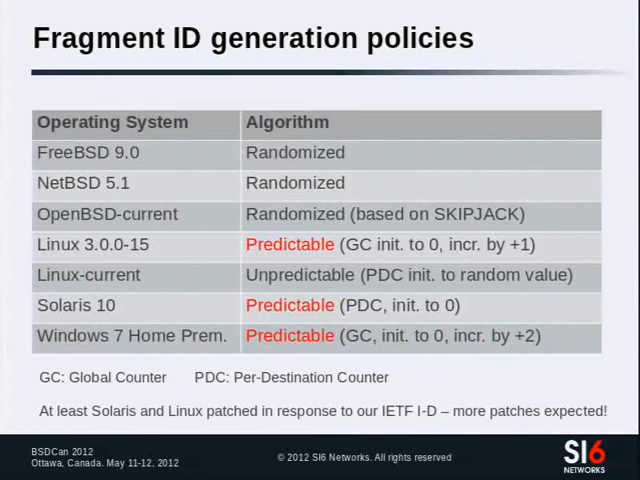 Fragment ID generation policies
Operating System Algorithm
FreeBSD 9.0 Randomized
NetBSD 5.1 Randomized
OpenBSD-current Randomized (based on SKIPJACK)
Linux 3.0.0-15 Predictable (GC init. to 0, incr. by +1)
Linux-current Unpredictable (PDC init. to random value)
Solaris 10 Predictable (PDC, init. to 0)
Windows 7 Home Prem. Predictable (GC, init. to 0, incr. by +2)
GC: Global Counter PDC: Per-Destination Counter
At least Solaris and Linux patched in response to our IETF I-D – more patches expected!
BSDCan 2012
Ottawa, Canada. May 11-12, 2012
© 2012 SI6 Networks. All rights reserved
SI6
NETWORKS